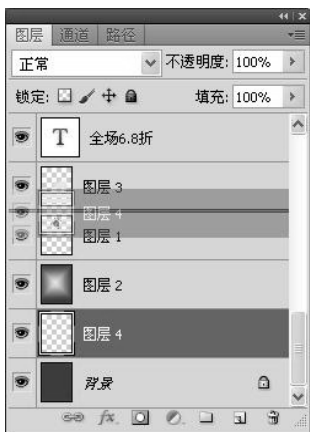 图层 通道 路径
正常 不透明度: 100%
锁定: 填充: 100%
T 全场6.8折
图层 3
图层 4
图层 1
图层 2
图层 4
背景
fx.